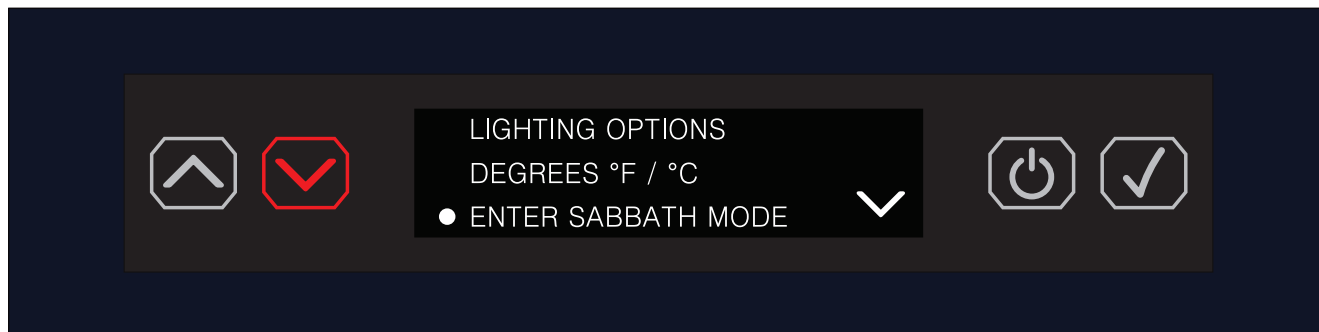 LIGHTING OPTIONS
DEGREES °F / °C
ENTER SABBATH MODE